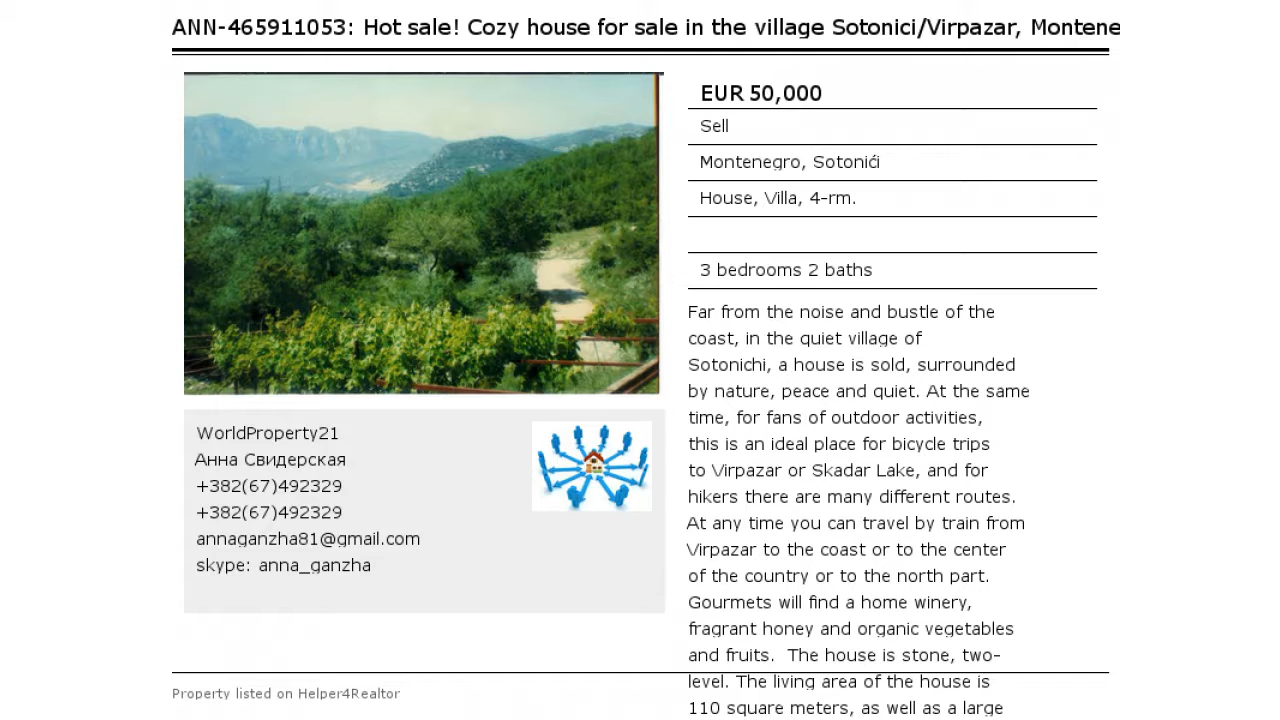 ANN-465911053: Hot sale! Cozy house for sale in the village Sotonici/Virpazar, Montene
EUR 50,000
Sell
Montenegro, Sotonići
House, Villa, 4-rm.
3 bedrooms 2 baths
Far from the noise and bustle of the
coast, in the quiet village of
Sotonichi, a house is sold, surrounded
by nature, peace and quiet. At the same
time, for fans of outdoor activities,
this is an ideal place for bicycle trips
to Virpazar or Skadar Lake, and for
hikers there are many different routes.
At any time you can travel by train from
Virpazar to the coast or to the center
of the country or to the north part.
Gourmets will find a home winery,
fragrant honey and organic vegetables
and fruits.  The house is stone, two-
level. The living area of the house is
110 square meters, as well as a large
WorldProperty21
Анна Свидерская
+382(67)492329
+382(67)492329
annaganzha81@gmail.com
skype: anna_ganzha
Property listed on Helper4Realtor